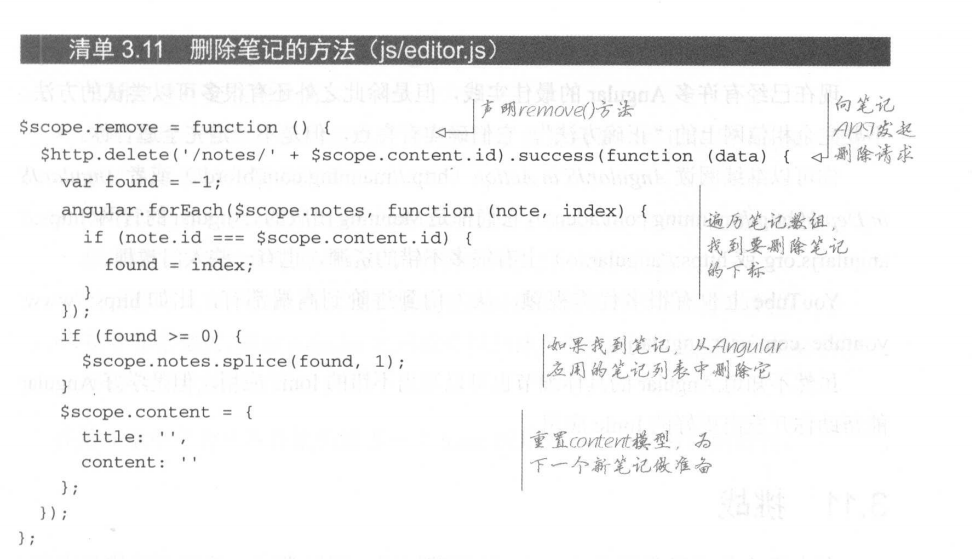 清单 3.11 删除笔记的方法（js/editor.js）
声明remove()方法
向笔记
API发起
删除请求
$scope.remove = function () {
$http.delete('/notes/' + $scope.content.id).success(function (data) {
var found = -1;
angular.forEach($scope.notes, function (note, index) {
if (note.id === $scope.content.id) {
found = index;
}
});
遍历笔记数组，
找到要删除笔记
的下标
if (found >= 0) {
$scope.notes.splice(found, 1);
}
如果找到笔记，从Angular
应用的笔记列表中删除它
$scope.content = {
title: '',
content: ''
};
重置content模型，为
下一个新笔记做准备
});
};